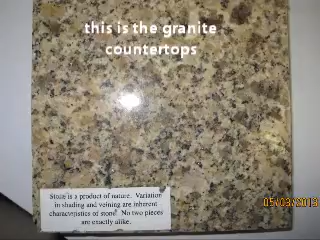 this is the granite
countertops
Stone is a product of nature. Variation
in shading and veining are inherent
characteristics of stone. No two pieces
are exactly alike.
05/03/2013